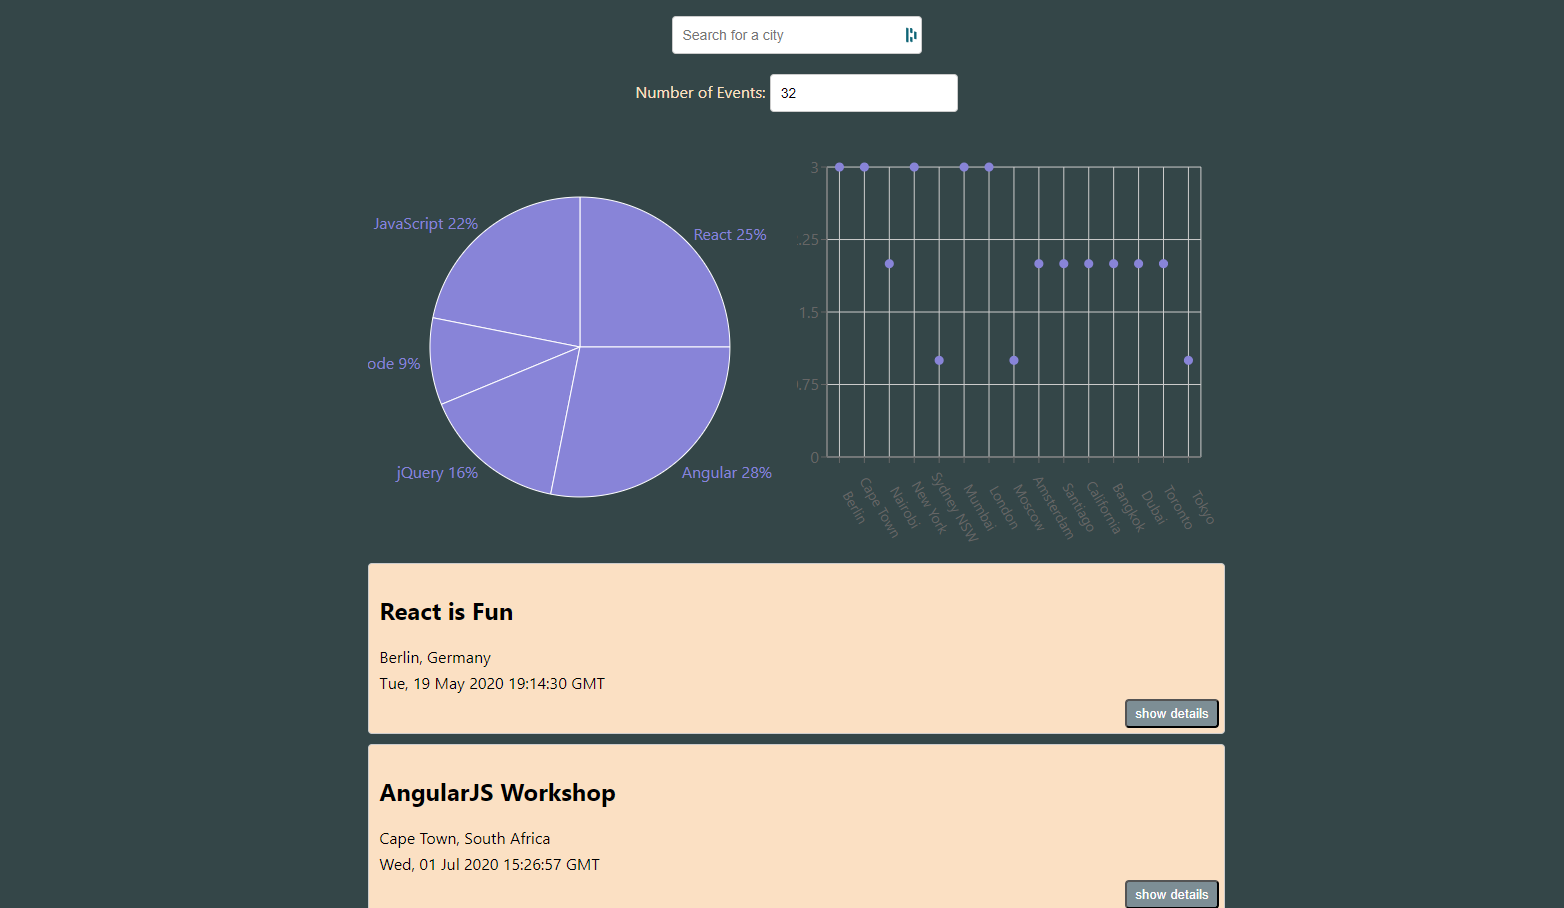 Search for a city
Number of Events: 32
JavaScript 22%
React 25%
ode 9%
jQuery 16%
Angular 28%
3
.25
1.5
.75
0
Berlin
Cape Town
Nairobi
New York
Sydney NSW
Mumbai
London
Moscow
Amsterdam
Santiago
California
Bangkok
Dubai
Toronto
Tokyo
React is Fun
Berlin, Germany
Tue, 19 May 2020 19:14:30 GMT
show details
AngularJS Workshop
Cape Town, South Africa
Wed, 01 Jul 2020 15:26:57 GMT
show details